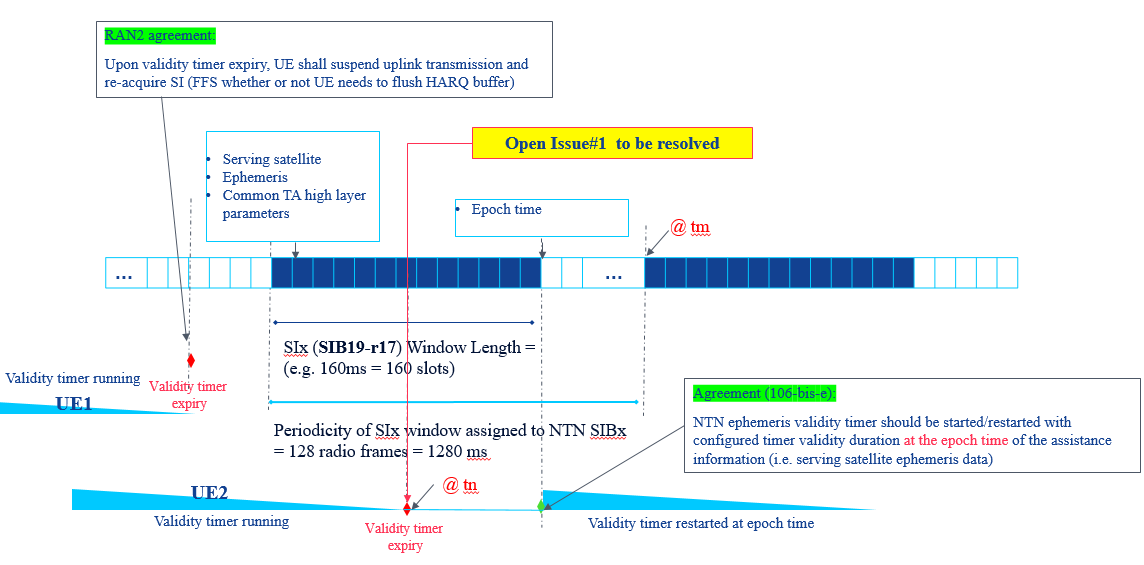 RAN2 agreement:
Upon validity timer expiry, UE shall suspend uplink transmission and
re-acquire SI (FFS whether or not UE needs to flush HARQ buffer)
Open Issue#1 to be resolved
• Serving satellite
• Ephemeris
• Common TA high layer
parameters
• Epoch time
@ tm
...
...
SIx (SIB19-r17) Window Length =
(e.g. 160ms = 160 slots)
Validity timer running
UE1
Validity timer
expiry
Periodicity of SIx window assigned to NTN SIBx
= 128 radio frames = 1280 ms
Agreement (106-bis-e):
NTN ephemeris validity timer should be started/restarted with
configured timer validity duration at the epoch time of the assistance
information (i.e. serving satellite ephemeris data)
UE2
@ tn
Validity timer running
Validity timer
expiry
Validity timer restarted at epoch time